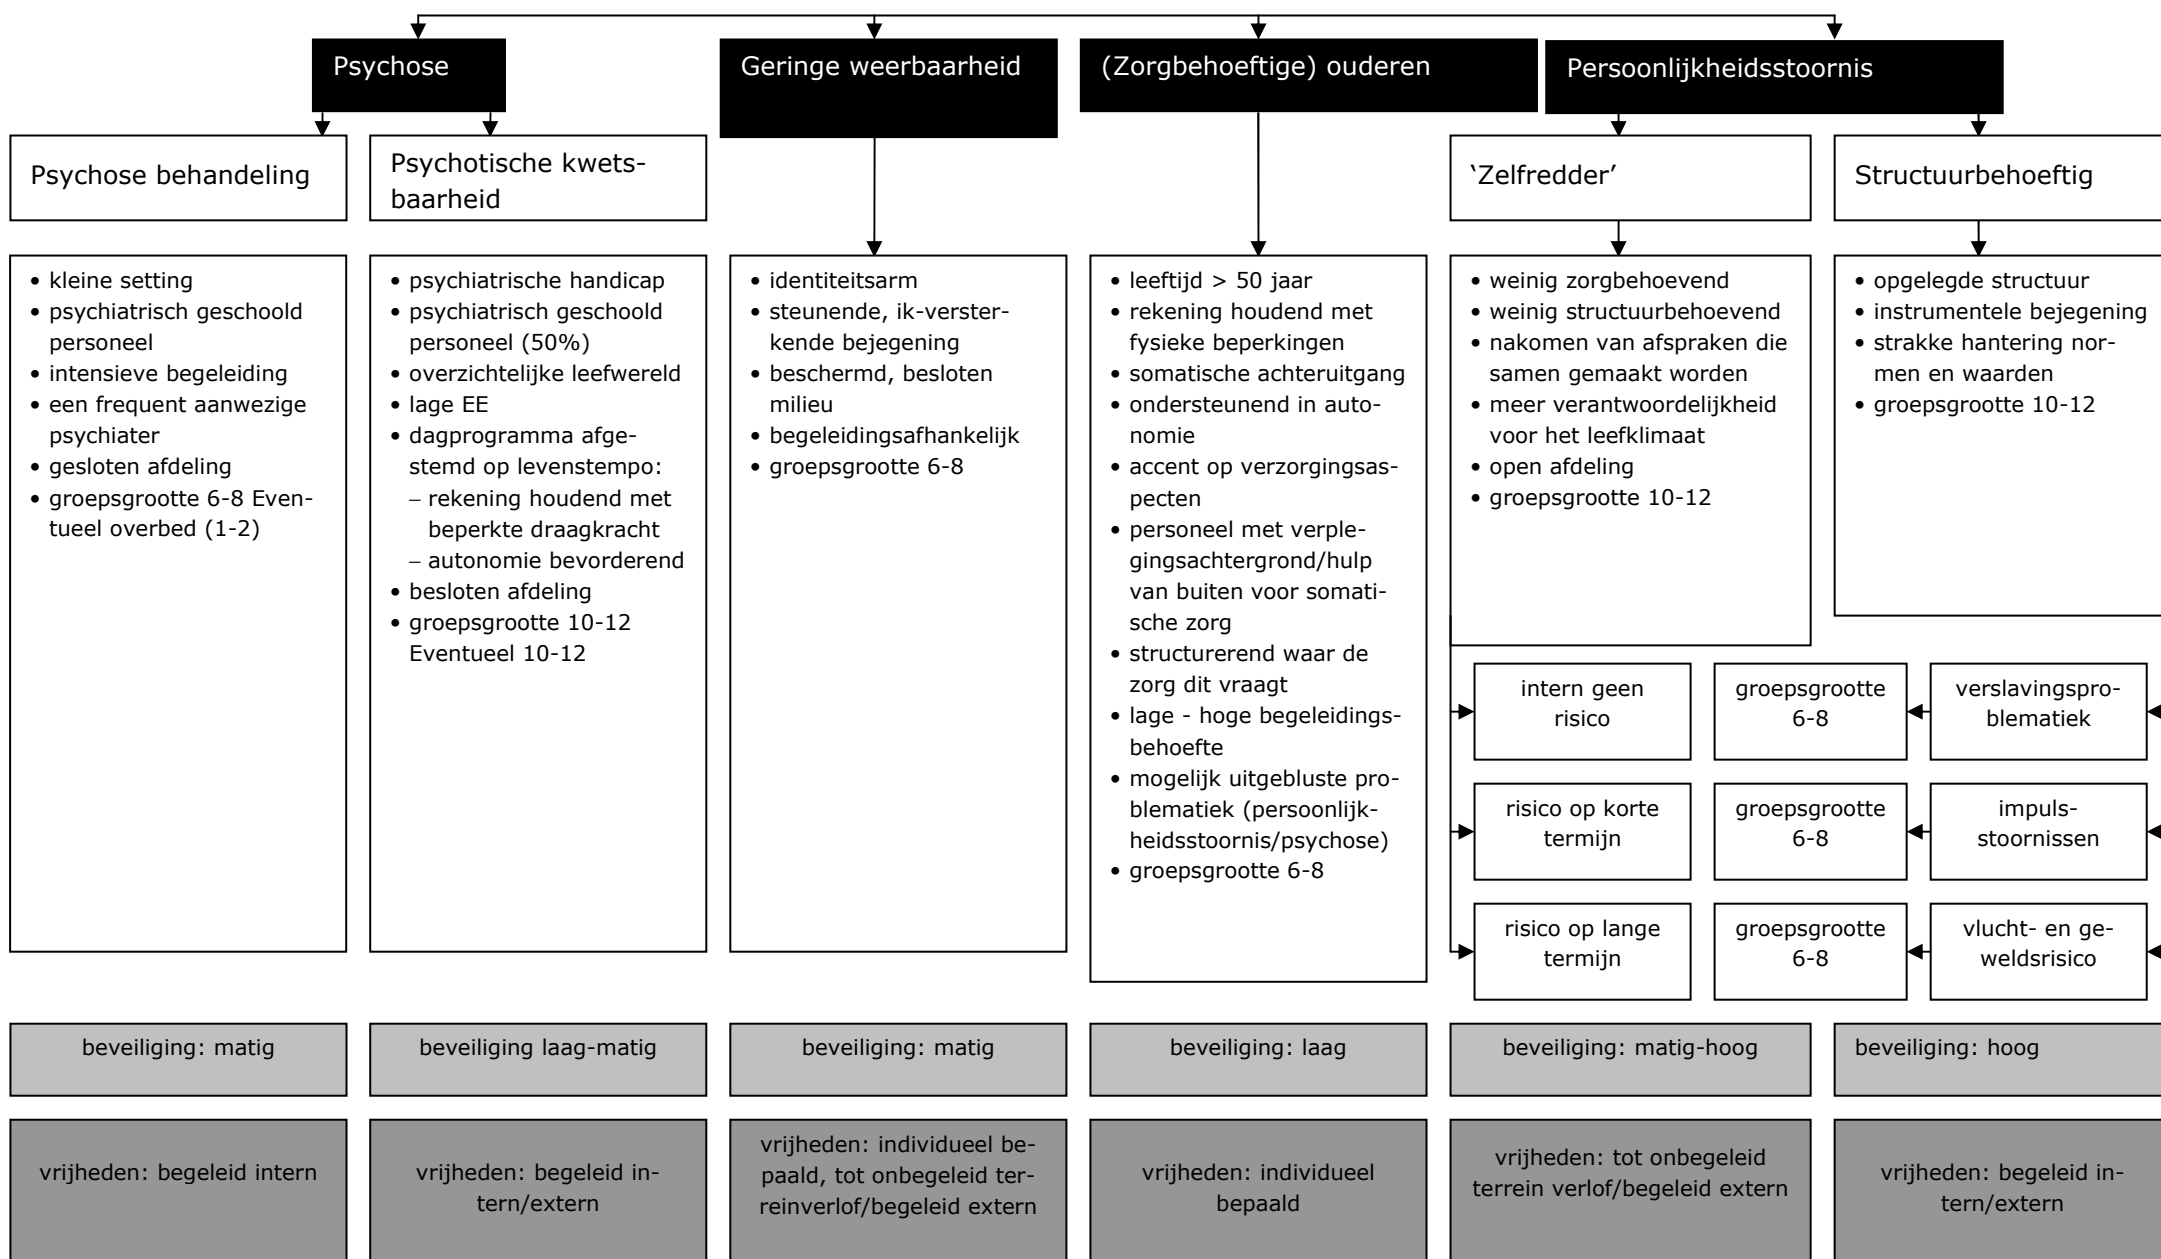 Psychose
Geringe weerbaarheid
(Zorgbehoeftige) ouderen
Persoonlijkheidsstoornis
Psychose behandeling
Psychotische kwets-
baarheid
‘Zelfredder’
Structuurbehoeftig
• kleine setting
• psychiatrisch geschoold
personeel
• intensieve begeleiding
• een frequent aanwezige
psychiater
• gesloten afdeling
• groepsgrootte 6-8 Even-
tueel overbed (1-2)
• psychiatrische handicap
• psychiatrisch geschoold
personeel (50%)
• overzichtelijke leefwereld
• lage EE
• dagprogramma afge-
stemd op levenstempo:
– rekening houdend met
beperkte draagkracht
– autonomie bevorderend
• besloten afdeling
• groepsgrootte 10-12
Eventueel 10-12
• identiteitsarm
• steunende, ik-verster-
kende bejegening
• beschermd, besloten
milieu
• begeleidingsafhankelijk
• groepsgrootte 6-8
• leeftijd > 50 jaar
• rekening houdend met
fysieke beperkingen
• somatische achteruitgang
• ondersteunend in auto-
nomie
• accent op verzorgingsas-
pecten
• personeel met verple-
gingsachtergrond/hulp
van buiten voor somati-
sche zorg
• structurerend waar de
zorg dit vraagt
• lage - hoge begeleidings-
behoefte
• mogelijk uitgebluste pro-
blematiek (persoonlijk-
heidsstoornis/psychose)
• groepsgrootte 6-8
• weinig zorgbehoevend
• weinig structuurbehoevend
• nakomen van afspraken die
samen gemaakt worden
• meer verantwoordelijkheid
voor het leefklimaat
• open afdeling
• groepsgrootte 10-12
• opgelegde structuur
• instrumentele bejegening
• strakke hantering nor-
men en waarden
• groepsgrootte 10-12
intern geen
risico
groepsgrootte
6-8
verslavingspro-
blematiek
risico op korte
termijn
groepsgrootte
6-8
impuls-
stoornissen
risico op lange
termijn
groepsgrootte
6-8
vlucht- en ge-
weldsrisico
beveiliging: matig
beveiliging laag-matig
beveiliging: matig
beveiliging: laag
beveiliging: matig-hoog
beveiliging: hoog
vrijheden: begeleid intern
vrijheden: begeleid in-
tern/extern
vrijheden: individueel be-
paald, tot onbegeleid ter-
reinverlof/begeleid extern
vrijheden: individueel
bepaald
vrijheden: tot onbegeleid
terrein verlof/begeleid extern
vrijheden: begeleid in-
tern/extern